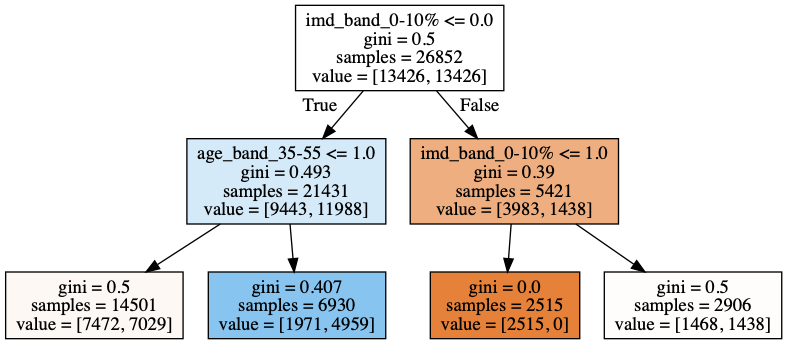 imd_band_0-10% <= 0.0
gini = 0.5
samples = 26852
value = [13426, 13426]
True
False
age_band_35-55 <= 1.0
gini = 0.493
samples = 21431
value = [9443, 11988]
imd_band_0-10% <= 1.0
gini = 0.39
samples = 5421
value = [3983, 1438]
gini = 0.5
samples = 14501
value = [7472, 7029]
gini = 0.407
samples = 6930
value = [1971, 4959]
gini = 0.0
samples = 2515
value = [2515, 0]
gini = 0.5
samples = 2906
value = [1468, 1438]